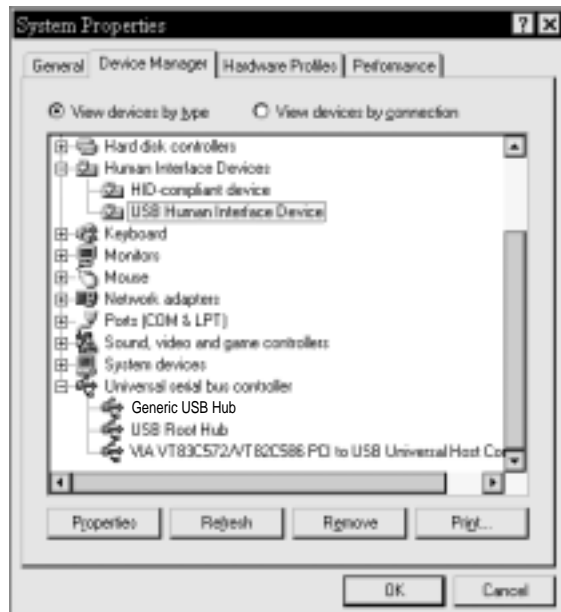 System Properties
General Device Manager Hardware Profiles Performance
View devices by type View devices by connection
Hard disk controllers
Human Interface Devices
HID-compliant device
USB Human Interface Device
Keyboard
Monitors
Mouse
Network adapters
Ports (COM & LPT)
Sound, video and game controllers
System devices
Universal serial bus controller
Generic USB Hub
USB Root Hub
VIA VT83C572/VT82C586 PCI to USB Universal Host Co
Properties Refresh Remove Print...
OK Cancel